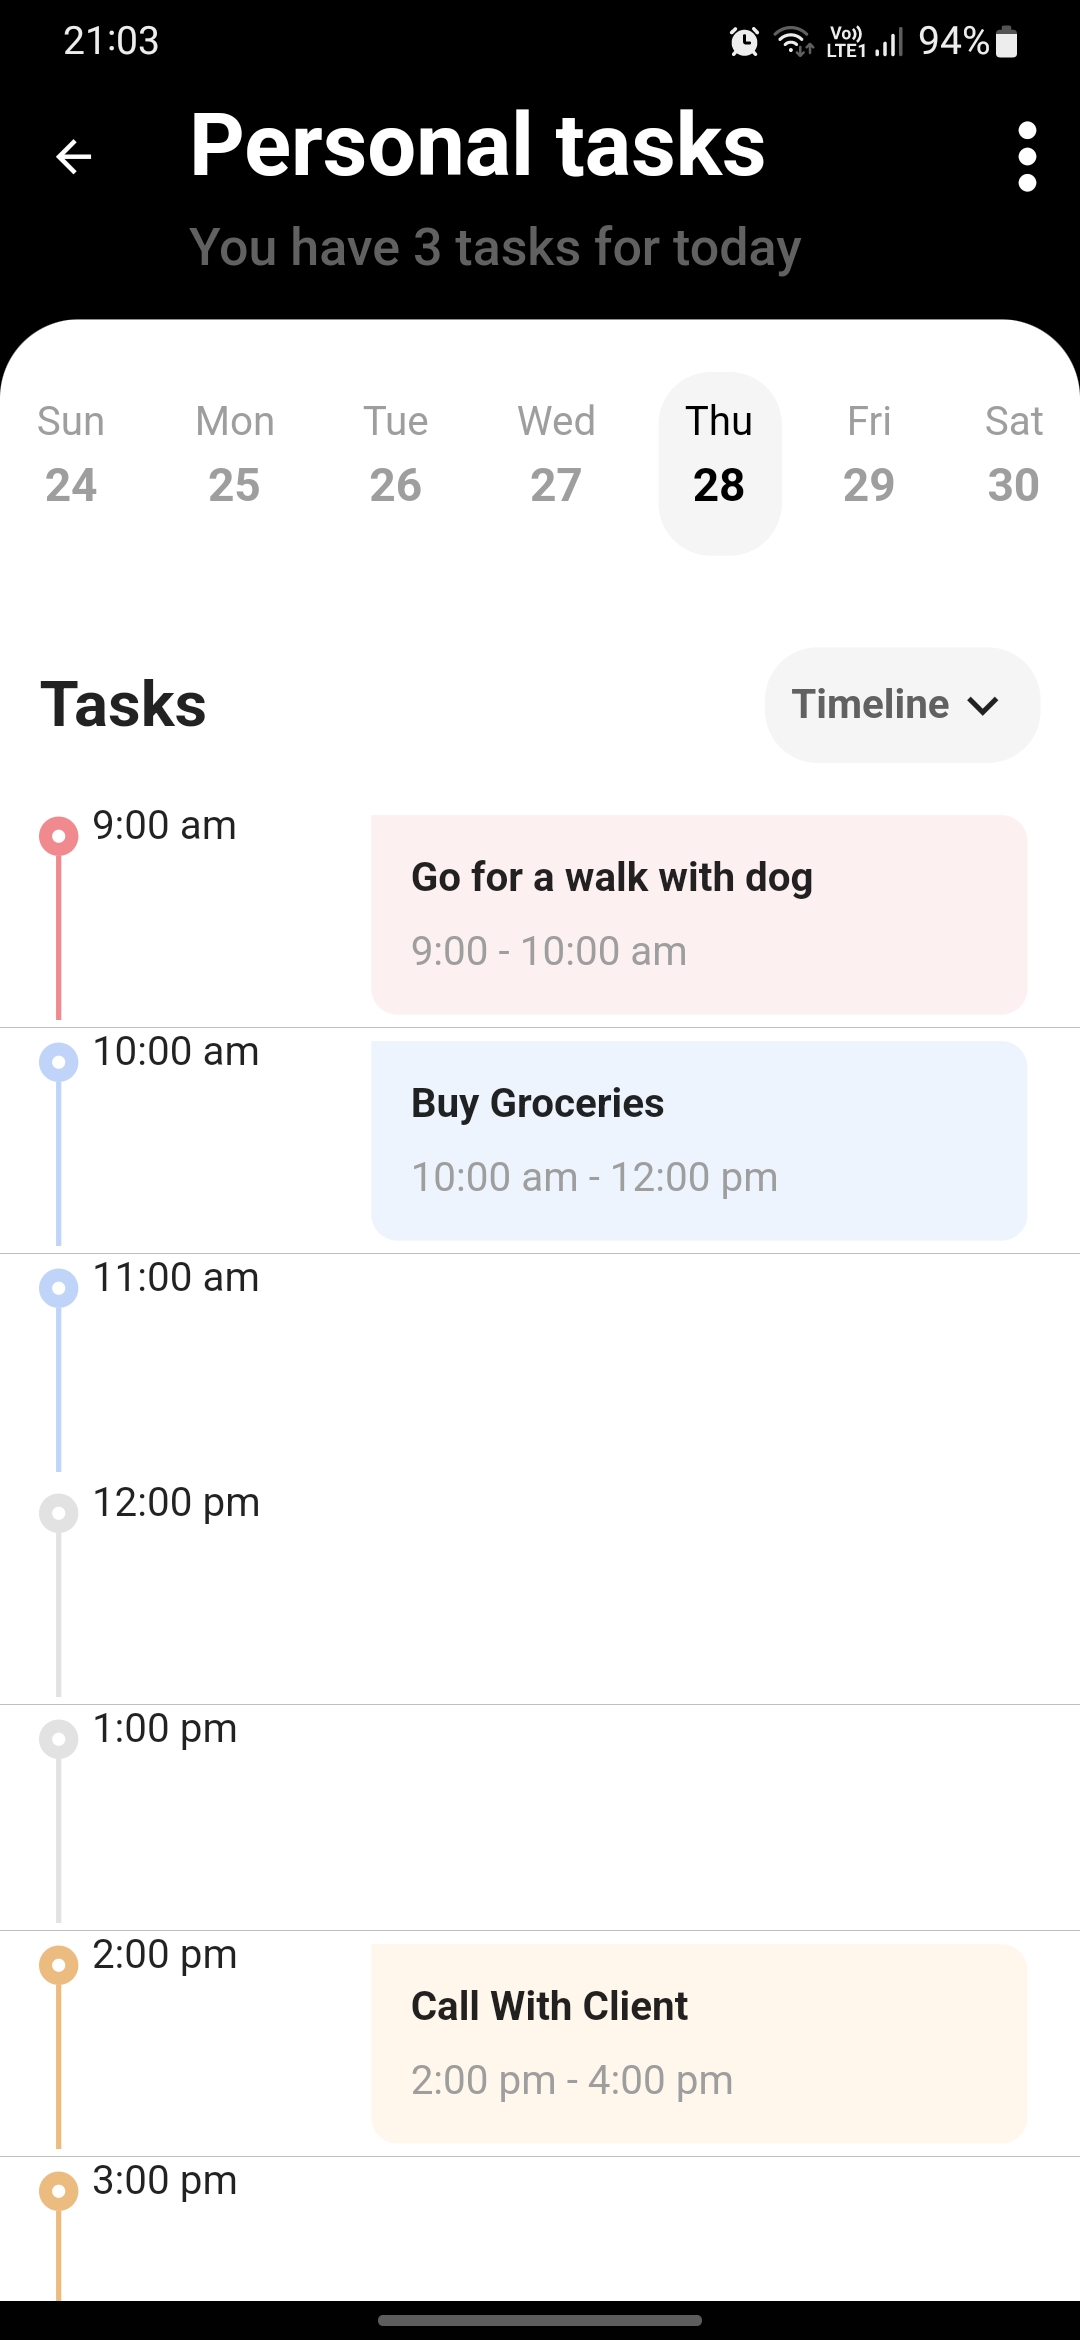 21:03
Vo))
LTE1
94%
Personal tasks
You have 3 tasks for today
Sun Mon Tue Wed Thu Fri Sat
24 25 26 27 28 29 30
Tasks
Timeline
9:00 am
Go for a walk with dog
9:00 - 10:00 am
10:00 am
Buy Groceries
10:00 am - 12:00 pm
11:00 am
12:00 pm
1:00 pm
2:00 pm
Call With Client
2:00 pm - 4:00 pm
3:00 pm